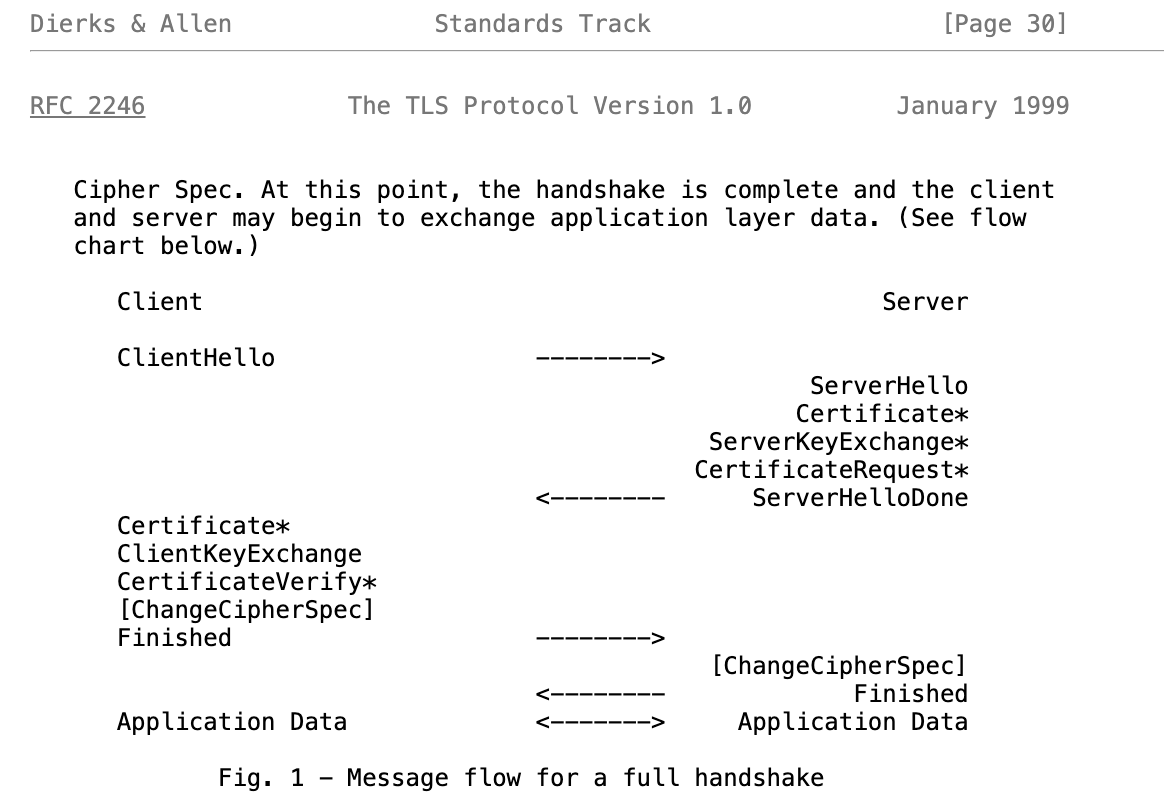 Dierks & Allen Standards Track [Page 30]
RFC 2246 The TLS Protocol Version 1.0 January 1999
Cipher Spec. At this point, the handshake is complete and the client
and server may begin to exchange application layer data. (See flow
chart below.)
Client Server
ClientHello -------->
ServerHello
Certificate*
ServerKeyExchange*
CertificateRequest*
<-------- ServerHelloDone
Certificate*
ClientKeyExchange
CertificateVerify*
[ChangeCipherSpec]
Finished -------->
[ChangeCipherSpec]
<-------- Finished
Application Data <-------> Application Data
Fig. 1 - Message flow for a full handshake